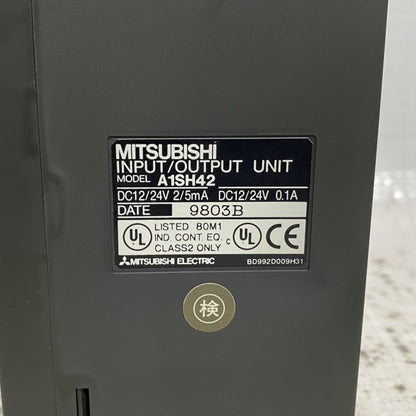 MITSUBISHI
INPUT/OUTPUT UNIT
MODEL A1SH42
DC12/24V 2/5mA DC12/24V 0.1A
DATE 9803B
UL LISTED 80M1 c UL CE
IND. CONT. EQ.
CLASS2 ONLY
MITSUBISHI ELECTRIC BD992D009H31
検